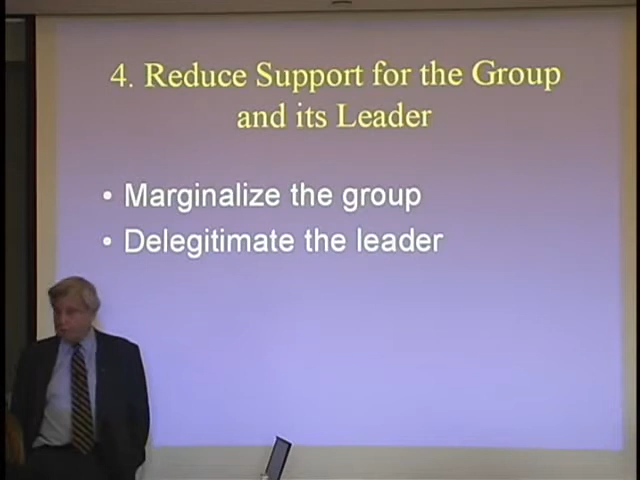 4. Reduce Support for the Group
and its Leader
• Marginalize the group
• Delegitimate the leader